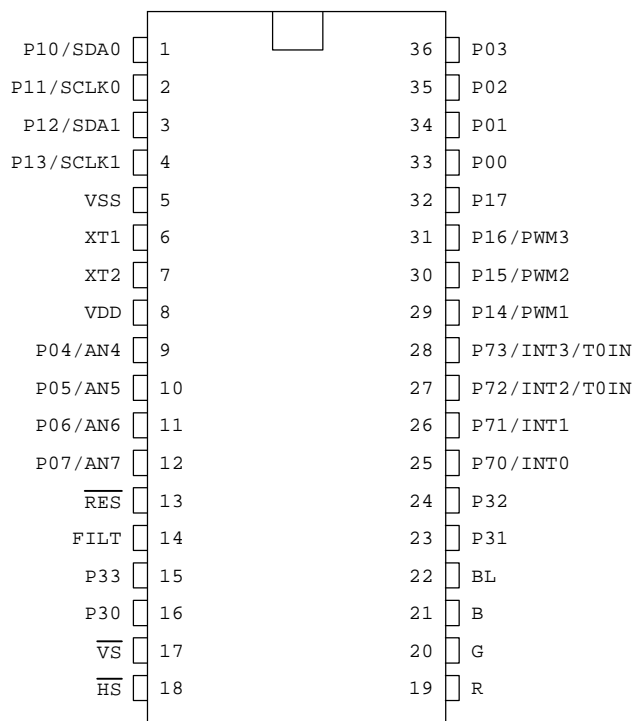 P10/SDA0 1 36 P03
P11/SCLK0 2 35 P02
P12/SDA1 3 34 P01
P13/SCLK1 4 33 P00
VSS 5 32 P17
XT1 6 31 P16/PWM3
XT2 7 30 P15/PWM2
VDD 8 29 P14/PWM1
P04/AN4 9 28 P73/INT3/T0IN
P05/AN5 10 27 P72/INT2/T0IN
P06/AN6 11 26 P71/INT1
P07/AN7 12 25 P70/INT0
R̅E̅S̅ 13 24 P32
FILT 14 23 P31
P33 15 22 BL
P30 16 21 B
V̅S̅ 17 20 G
H̅S̅ 18 19 R